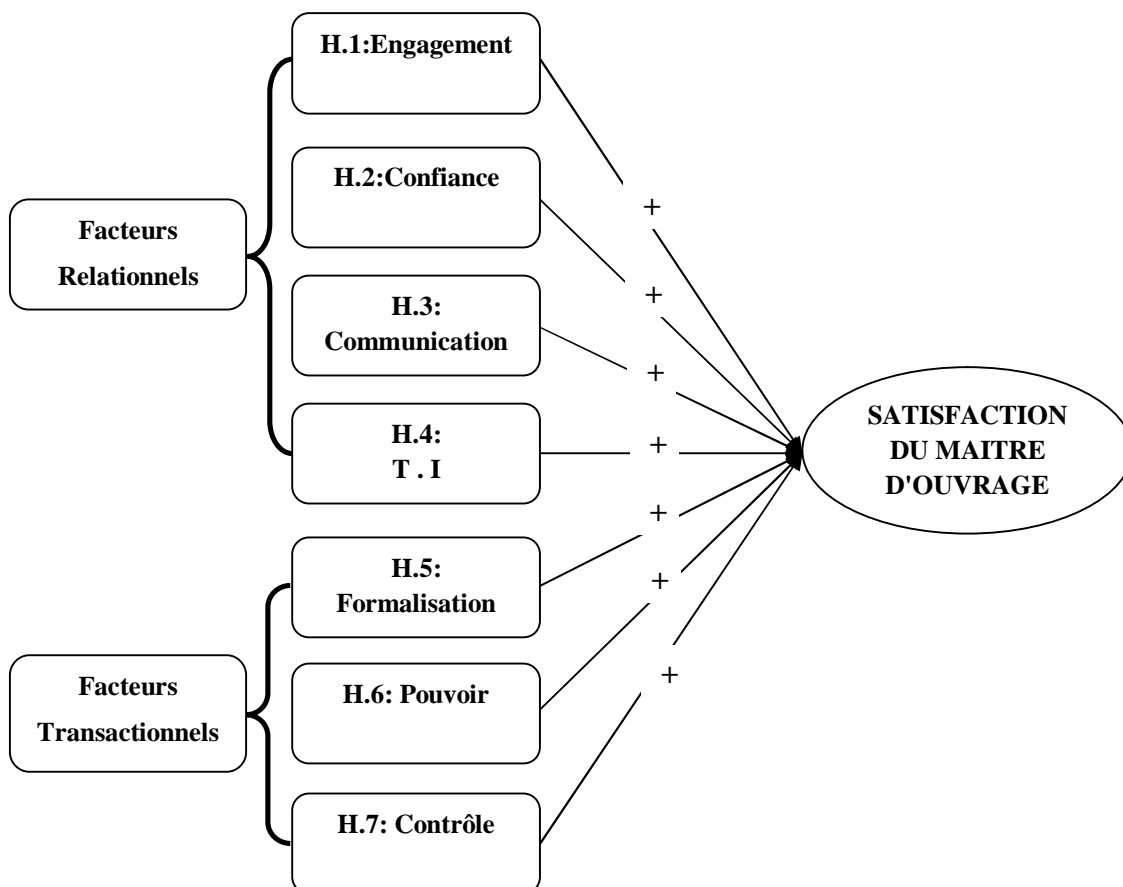 H.1:Engagement
H.2:Confiance
Facteurs
Relationnels
H.3:
Communication
H.4:
T . I
H.5:
Formalisation
Facteurs
Transactionnels
H.6: Pouvoir
H.7: Contrôle
+
+
+
+
+
+
+
SATISFACTION
DU MAITRE
D'OUVRAGE